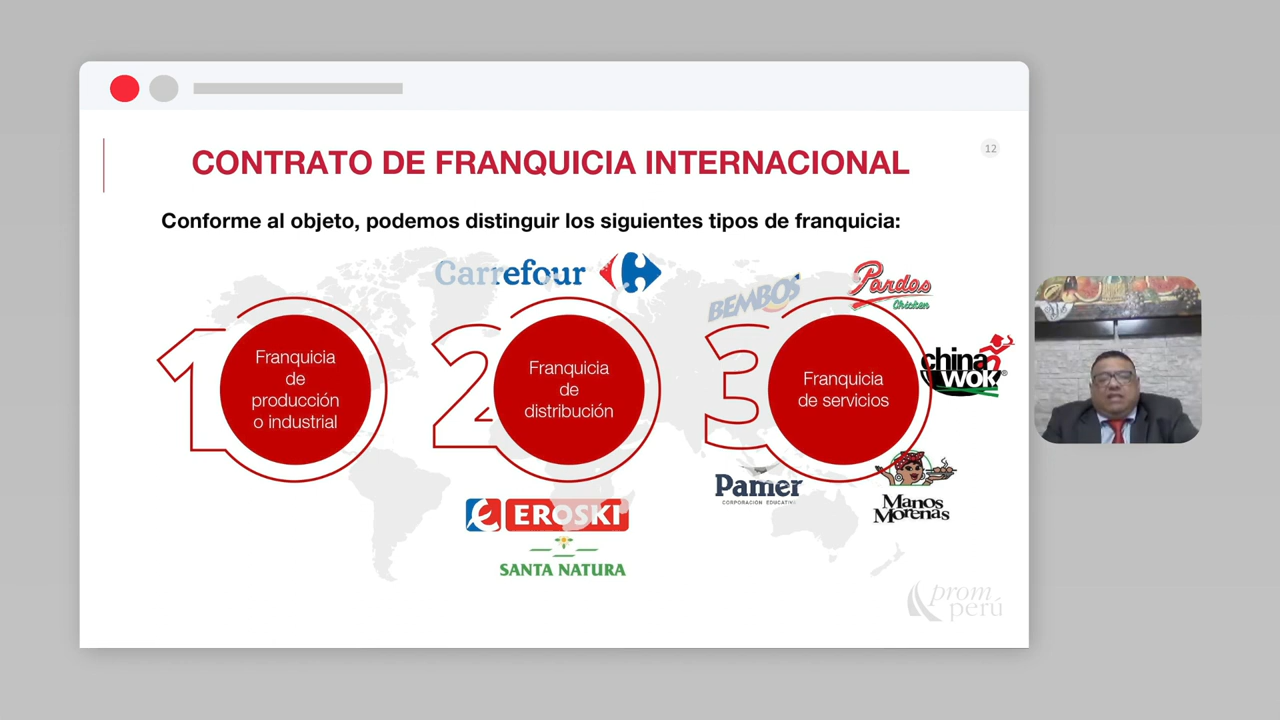 CONTRATO DE FRANQUICIA INTERNACIONAL
12
Conforme al objeto, podemos distinguir los siguientes tipos de franquicia:
Carrefour
BEMBOS
Pardos
Chicken
1
Franquicia
de
producción
o industrial
2
Franquicia
de
distribución
3
Franquicia
de servicios
china
WOK®
EROSKI
SANTA NATURA
Pamer
CORPORACIÓN EDUCATIVA
Manos
Morenas
prom
perú